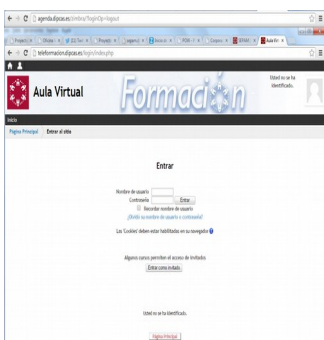 agenda.dipcas.es/zimbra/?loginOp=logout
teleformacion.dipcas.es/login/index.php
Aula Virtual
Formación
Usted no se ha
identificado.
Inicio
Página Principal
Entrar al sitio
Entrar
Nombre de usuario
Contraseña
Entrar
Recordar nombre de usuario
¿Olvidó su nombre de usuario o contraseña?
Las 'Cookies' deben estar habilitadas en su navegador
Algunos cursos permiten el acceso de invitados
Entrar como invitado
Usted no se ha identificado.
Página Principal